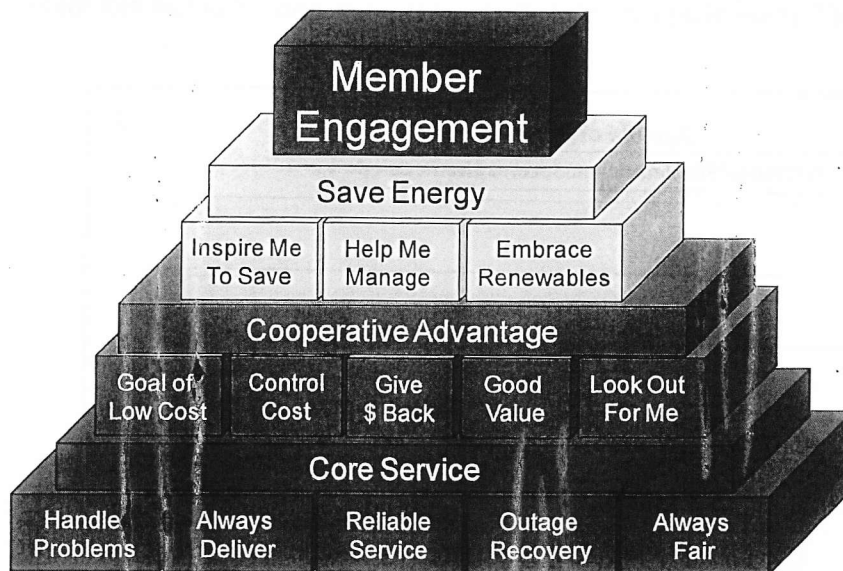 Member
Engagement
Save Energy
Inspire Me
To Save
Help Me
Manage
Embrace
Renewables
Cooperative Advantage
Goal of
Low Cost
Control
Cost
Give
$ Back
Good
Value
Look Out
For Me
Core Service
Handle
Problems
Always
Deliver
Reliable
Service
Outage
Recovery
Always
Fair